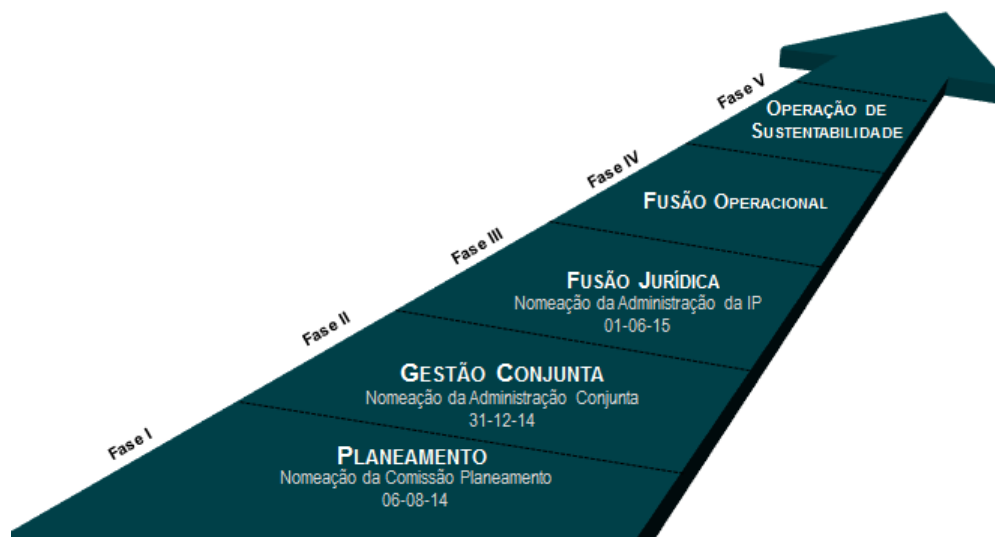 Fase V
OPERAÇÃO DE
SUSTENTABILIDADE
Fase IV
FUSÃO OPERACIONAL
Fase III
FUSÃO JURÍDICA
Nomeação da Administração da IP
01-06-15
Fase II
GESTÃO CONJUNTA
Nomeação da Administração Conjunta
31-12-14
Fase I
PLANEAMENTO
Nomeação da Comissão Planeamento
06-08-14